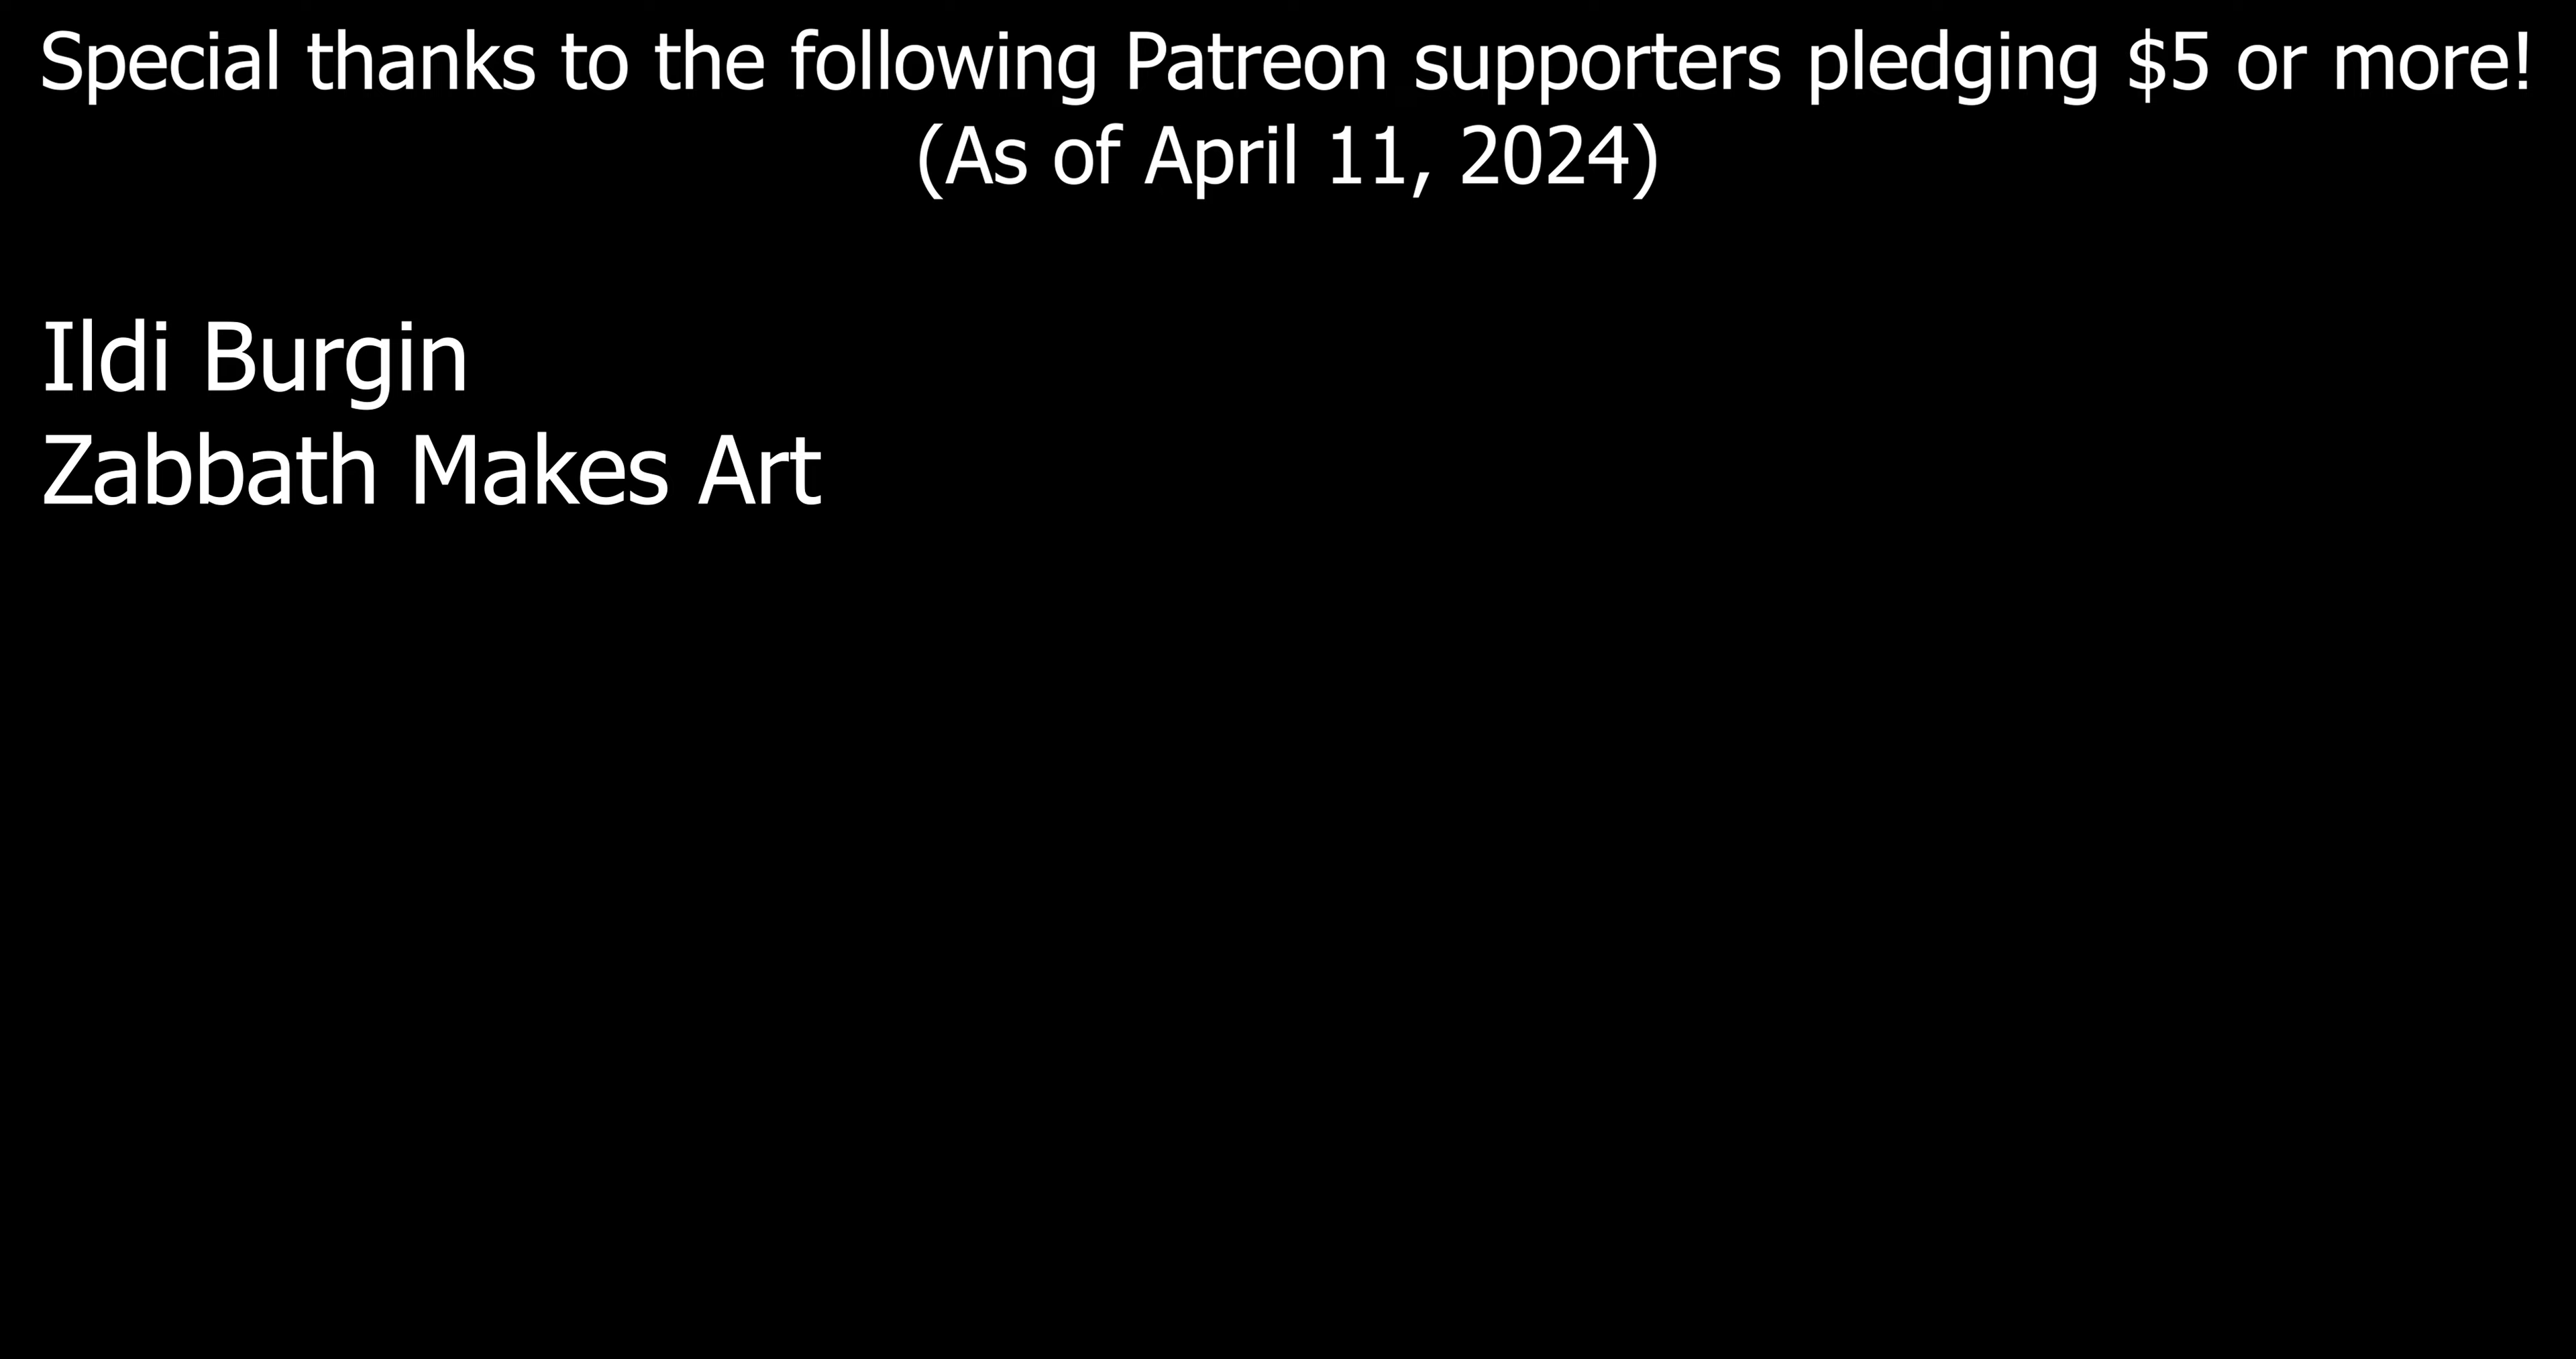 Special thanks to the following Patreon supporters pledging $5 or more!
(As of April 11, 2024)
Ildi Burgin
Zabbath Makes Art